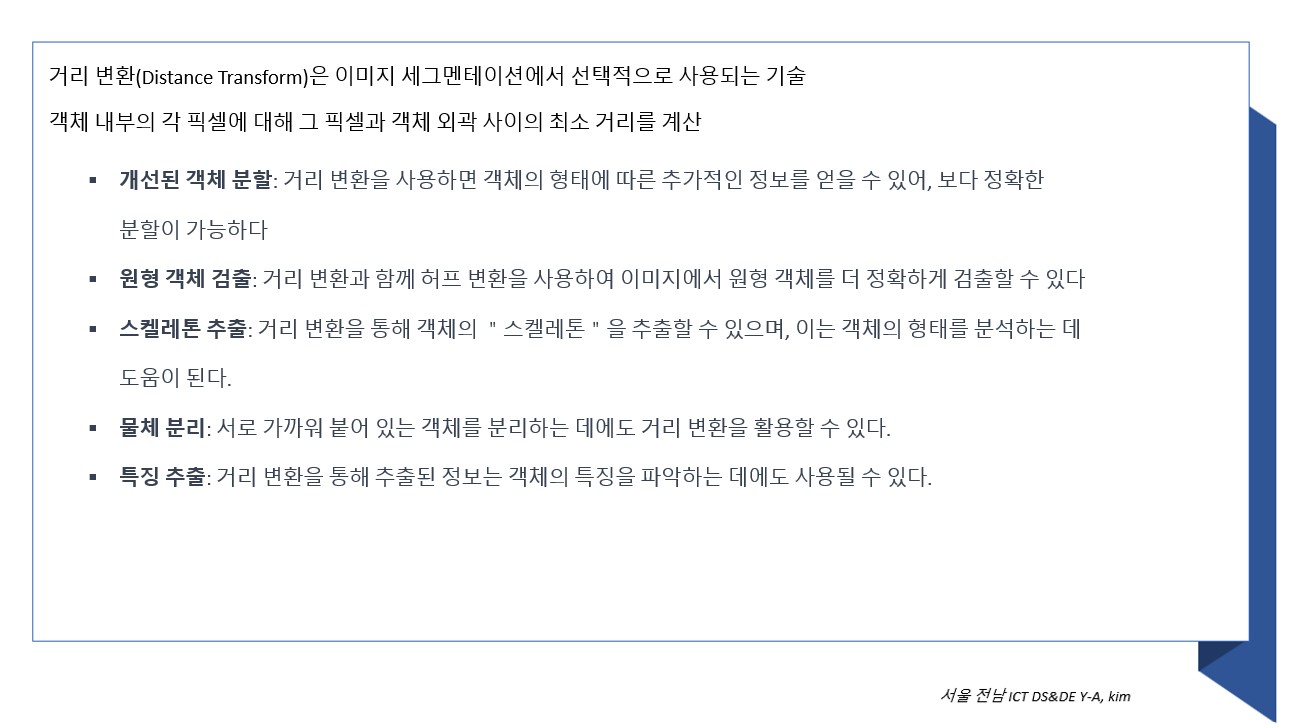 거리 변환(Distance Transform)은 이미지 세그멘테이션에서 선택적으로 사용되는 기술
객체 내부의 각 픽셀에 대해 그 픽셀과 객체 외곽 사이의 최소 거리를 계산
▪ 개선된 객체 분할: 거리 변환을 사용하면 객체의 형태에 따른 추가적인 정보를 얻을 수 있어, 보다 정확한
분할이 가능하다
▪ 원형 객체 검출: 거리 변환과 함께 허프 변환을 사용하여 이미지에서 원형 객체를 더 정확하게 검출할 수 있다
▪ 스켈레톤 추출: 거리 변환을 통해 객체의 "스켈레톤"을 추출할 수 있으며, 이는 객체의 형태를 분석하는 데
도움이 된다.
▪ 물체 분리: 서로 가까워 붙어 있는 객체를 분리하는 데에도 거리 변환을 활용할 수 있다.
▪ 특징 추출: 거리 변환을 통해 추출된 정보는 객체의 특징을 파악하는 데에도 사용될 수 있다.
서울 전남 ICT DS&DE Y-A, kim